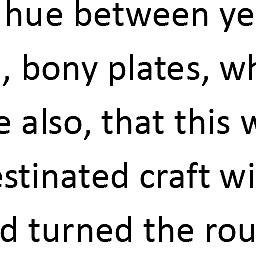 hue between ye
, bony plates, wh
e also, that this w
estinated craft wi
d turned the rou